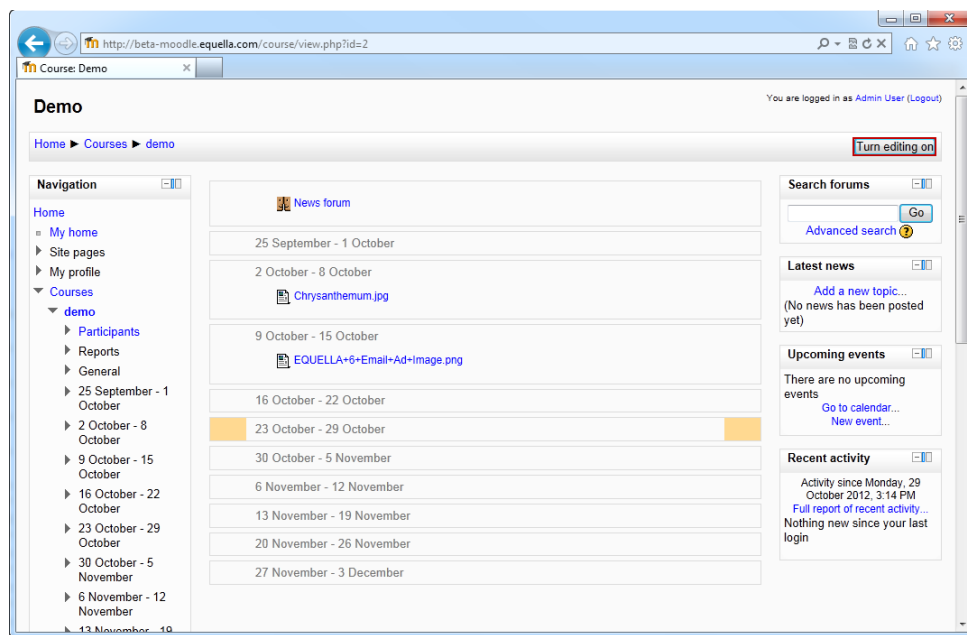 http://beta-moodle.equella.com/course/view.php?id=2
Course: Demo
Demo
You are logged in as Admin User (Logout)
Home ► Courses ► demo
Turn editing on
Navigation
Home
My home
Site pages
My profile
Courses
demo
Participants
Reports
General
25 September - 1
October
2 October - 8
October
9 October - 15
October
16 October - 22
October
23 October - 29
October
30 October - 5
November
6 November - 12
November
13 November - 19
News forum
25 September - 1 October
2 October - 8 October
Chrysanthemum.jpg
9 October - 15 October
EQUELLA+6+Email+Ad+Image.png
16 October - 22 October
23 October - 29 October
30 October - 5 November
6 November - 12 November
13 November - 19 November
20 November - 26 November
27 November - 3 December
Search forums
Go
Advanced search ?
Latest news
Add a new topic...
(No news has been posted
yet)
Upcoming events
There are no upcoming
events
Go to calendar...
New event...
Recent activity
Activity since Monday, 29
October 2012, 3:14 PM
Full report of recent activity...
Nothing new since your last
login